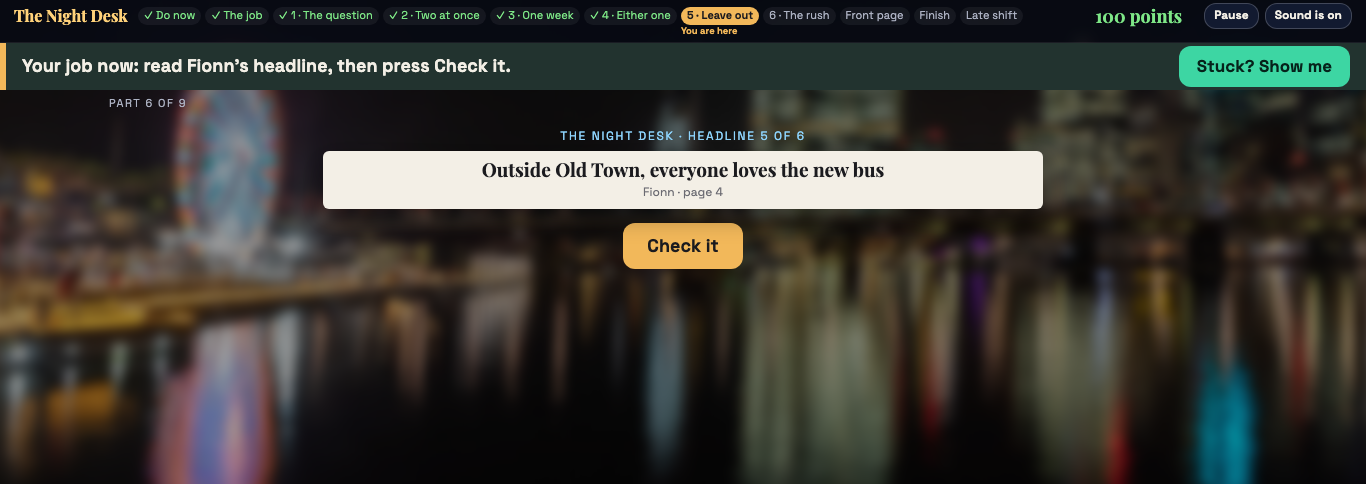 The Night Desk
✓ Do now
✓ The job
✓ 1 · The question
✓ 2 · Two at once
✓ 3 · One week
✓ 4 · Either one
5 · Leave out
6 · The rush
Front page
Finish
Late shift
You are here
100 points
Pause
Sound is on
Your job now: read Fionn's headline, then press Check it.
Stuck? Show me
PART 6 OF 9
THE NIGHT DESK · HEADLINE 5 OF 6
Outside Old Town, everyone loves the new bus
Fionn · page 4
Check it